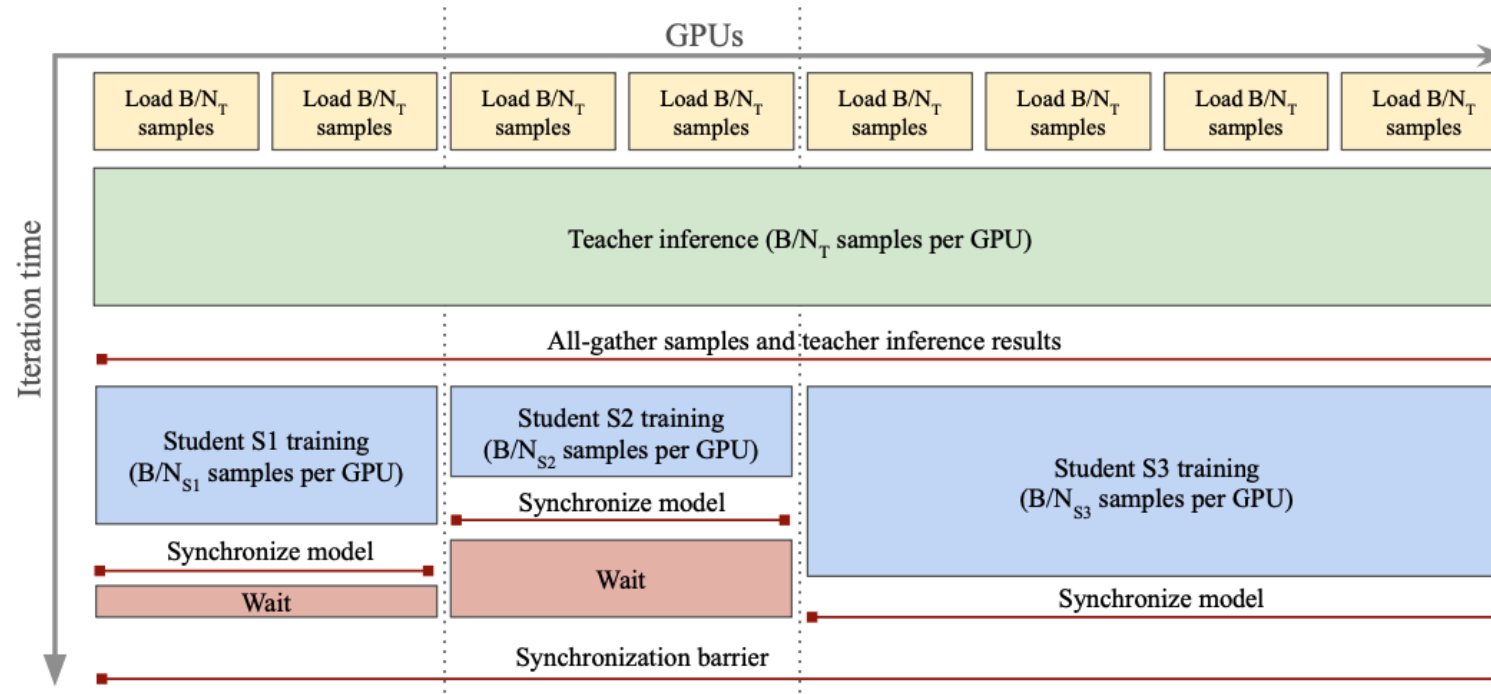 GPUs
Iteration time
Load B/N_T
samples
Load B/N_T
samples
Load B/N_T
samples
Load B/N_T
samples
Load B/N_T
samples
Load B/N_T
samples
Load B/N_T
samples
Load B/N_T
samples
Teacher inference (B/N_T samples per GPU)
All-gather samples and teacher inference results
Student S1 training
(B/N_S1 samples per GPU)
Student S2 training
(B/N_S2 samples per GPU)
Student S3 training
(B/N_S3 samples per GPU)
Synchronize model
Synchronize model
Wait
Wait
Synchronize model
Synchronization barrier